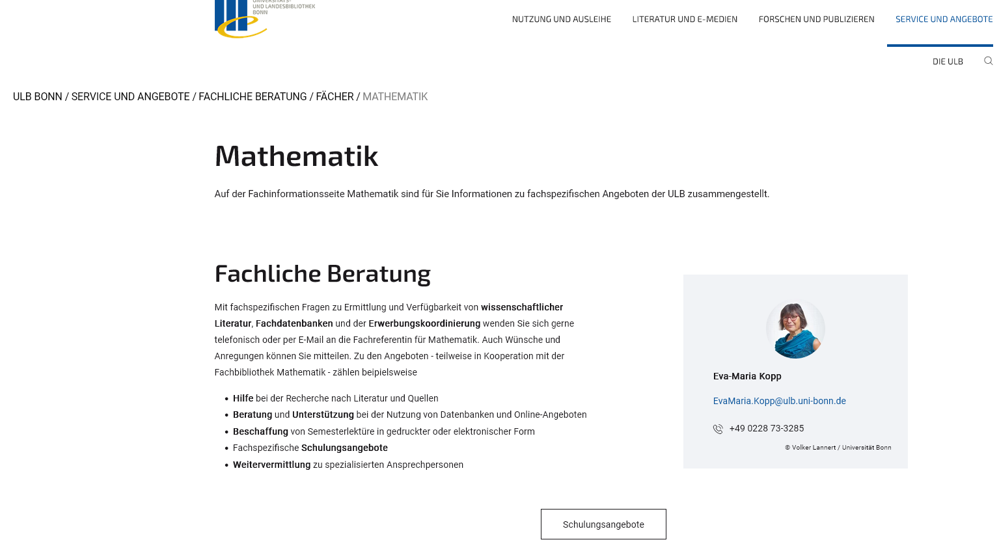 UNIVERSITÄTS-
UND LANDESBIBLIOTHEK
BONN
NUTZUNG UND AUSLEIHE
LITERATUR UND E-MEDIEN
FORSCHEN UND PUBLIZIEREN
SERVICE UND ANGEBOTE
DIE ULB
ULB BONN / SERVICE UND ANGEBOTE / FACHLICHE BERATUNG / FÄCHER / MATHEMATIK
Mathematik
Auf der Fachinformationsseite Mathematik sind für Sie Informationen zu fachspezifischen Angeboten der ULB zusammengestellt.
Fachliche Beratung
Mit fachspezifischen Fragen zu Ermittlung und Verfügbarkeit von wissenschaftlicher
Literatur, Fachdatenbanken und der Erwerbungskoordinierung wenden Sie sich gerne
telefonisch oder per E-Mail an die Fachreferentin für Mathematik. Auch Wünsche und
Anregungen können Sie mitteilen. Zu den Angeboten - teilweise in Kooperation mit der
Fachbibliothek Mathematik - zählen beipielsweise
• Hilfe bei der Recherche nach Literatur und Quellen
• Beratung und Unterstützung bei der Nutzung von Datenbanken und Online-Angeboten
• Beschaffung von Semesterlektüre in gedruckter oder elektronischer Form
• Fachspezifische Schulungsangebote
• Weitervermittlung zu spezialisierten Ansprechpersonen
Eva-Maria Kopp
EvaMaria.Kopp@ulb.uni-bonn.de
+49 0228 73-3285
© Volker Lannert / Universität Bonn
Schulungsangebote